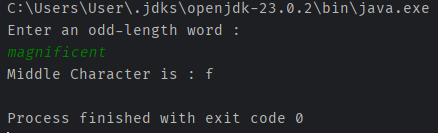 C:\Users\User\.jdks\openjdk-23.0.2\bin\java.exe
Enter an odd-length word :
magnificent
Middle Character is : f
Process finished with exit code 0